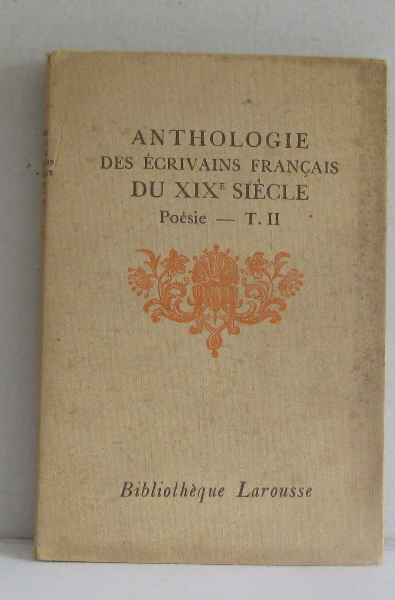 ANTHOLOGIE
DES ÉCRIVAINS FRANÇAIS
DU XIXE SIÈCLE
Poésie — T. II
Bibliothèque Larousse